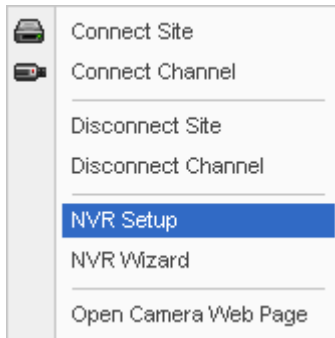 Connect Site
Connect Channel
Disconnect Site
Disconnect Channel
NVR Setup
NVR Wizard
Open Camera Web Page